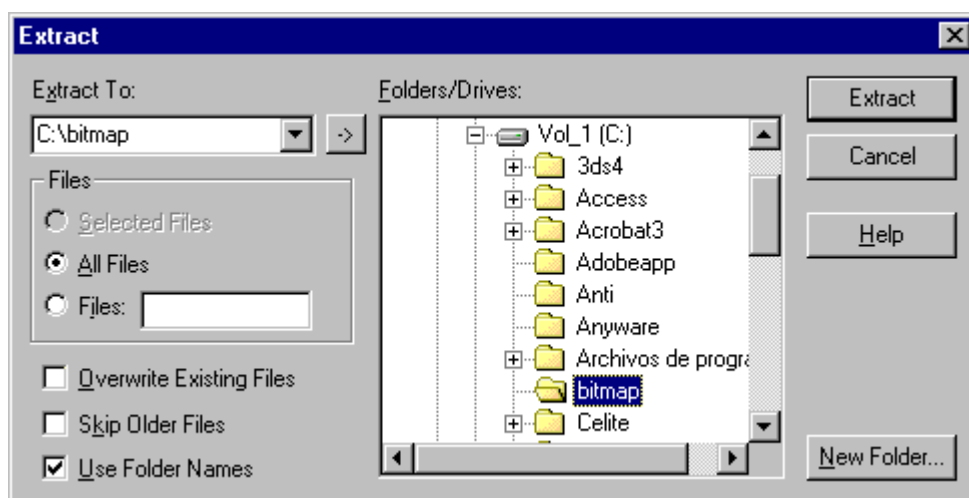 Extract
Extract To:
C:\bitmap
->
Files
Selected Files
All Files
Files:
Overwrite Existing Files
Skip Older Files
Use Folder Names
Folders/Drives:
Vol_1 (C:)
3ds4
Access
Acrobat3
Adobeapp
Anti
Anyware
Archivos de progra
bitmap
Celite
Extract
Cancel
Help
New Folder...